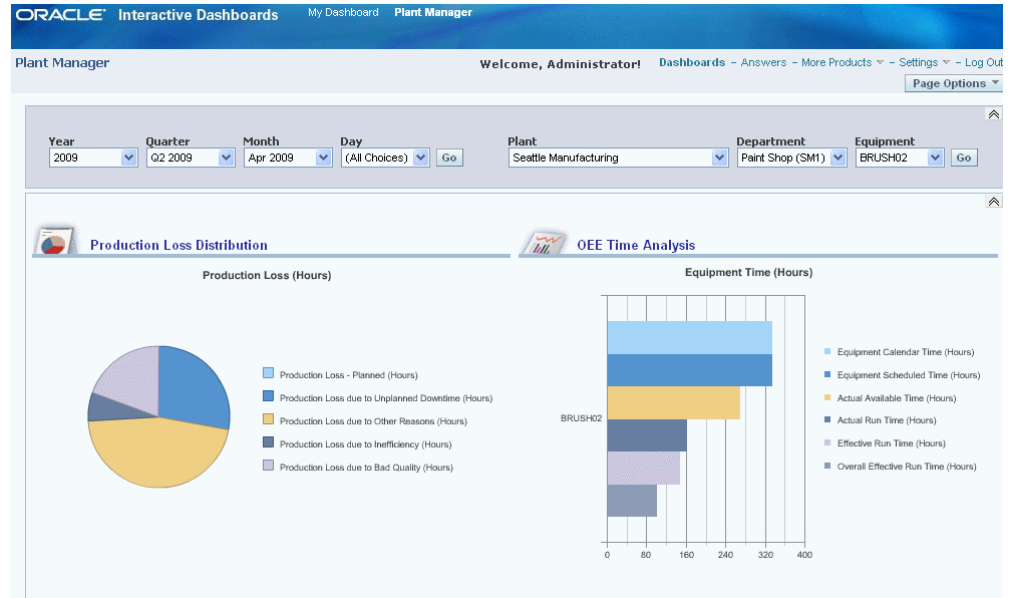 ORACLE Interactive Dashboards My Dashboard Plant Manager
Plant Manager Welcome, Administrator! Dashboards - Answers - More Products - Settings - Log Out
Page Options
Year Quarter Month Day Plant Department Equipment
2009 Q2 2009 Apr 2009 (All Choices) Go Seattle Manufacturing Paint Shop (SM1) BRUSH02 Go
Production Loss Distribution
Production Loss (Hours)
Production Loss - Planned (Hours)
Production Loss due to Unplanned Downtime (Hours)
Production Loss due to Other Reasons (Hours)
Production Loss due to Inefficiency (Hours)
Production Loss due to Bad Quality (Hours)
OEE Time Analysis
Equipment Time (Hours)
BRUSH02
0 80 160 240 320 400
Equipment Calendar Time (Hours)
Equipment Scheduled Time (Hours)
Actual Available Time (Hours)
Actual Run Time (Hours)
Effective Run Time (Hours)
Overall Effective Run Time (Hours)